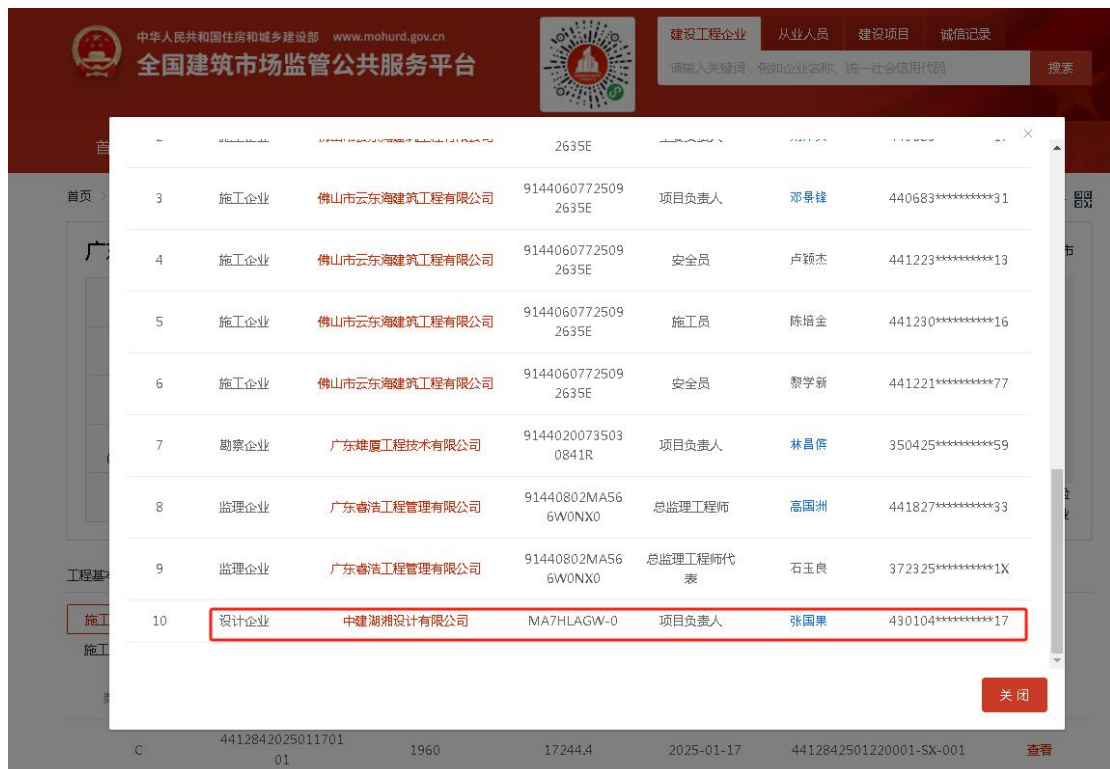 中华人民共和国住房和城乡建设部 www.mohurd.gov.cn
全国建筑市场监管公共服务平台
建设工程企业 从业人员 建设项目 诚信记录
请输入关键词,例如企业名称、统一社会信用代码 搜索
首
首页
广东
市
2635E
3 施工企业 佛山市云东海建筑工程有限公司 9144060772509
2635E 项目负责人 邓景锋 440683**********31
4 施工企业 佛山市云东海建筑工程有限公司 9144060772509
2635E 安全员 卢颖杰 441223**********13
5 施工企业 佛山市云东海建筑工程有限公司 9144060772509
2635E 施工员 陈培金 441230**********16
6 施工企业 佛山市云东海建筑工程有限公司 9144060772509
2635E 安全员 黎学新 441221**********77
7 勘察企业 广东雄厦工程技术有限公司 9144020073503
0841R 项目负责人 林昌傧 350425**********59
8 监理企业 广东睿浩工程管理有限公司 91440802MA56
6W0NX0 总监理工程师 高国洲 441827**********33
9 监理企业 广东睿浩工程管理有限公司 91440802MA56
6W0NX0 总监理工程师代
表 石玉良 372325**********1X
10 设计企业 中建湖湘设计有限公司 MA7HLAGW-0 项目负责人 张国果 430104**********17
工程基本
施工
施工
关闭
C 4412842025011701
01 1960 17244.4 2025-01-17 4412842501220001-SX-001 查看